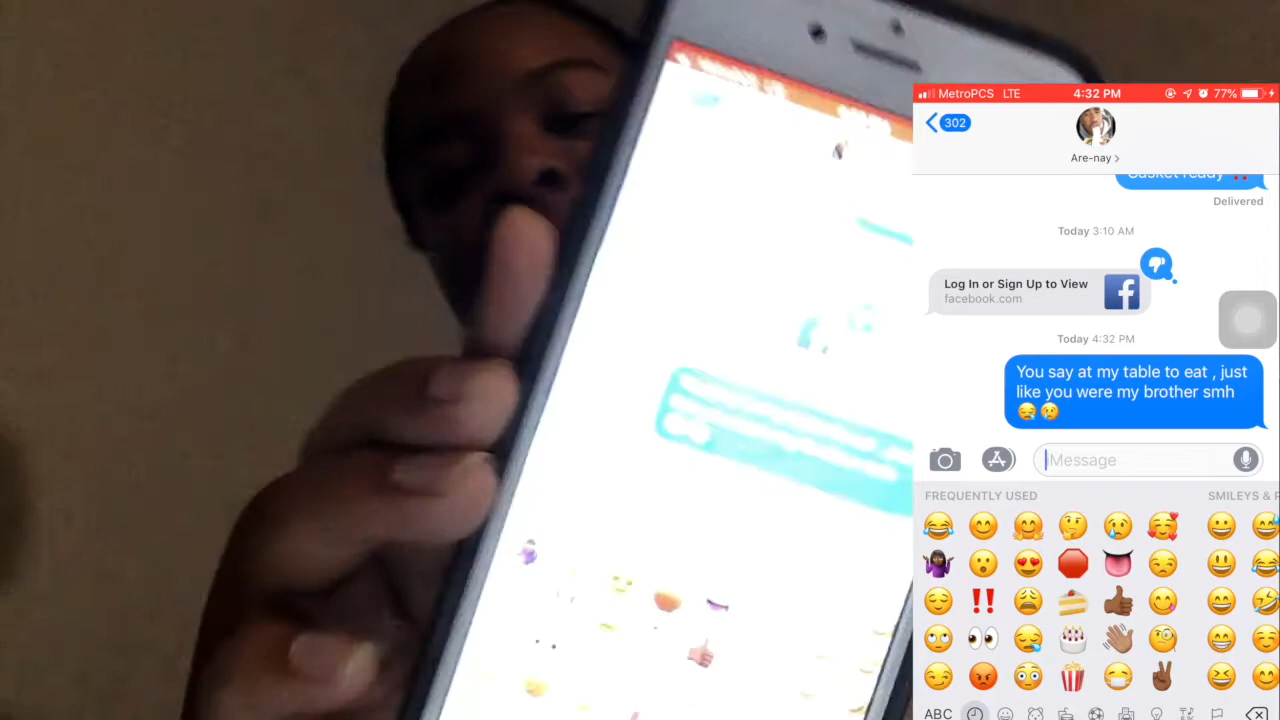 MetroPCS LTE 4:32 PM 77%
302
Are-nay >
Delivered
Today 3:10 AM
Log In or Sign Up to View
facebook.com
Today 4:32 PM
You say at my table to eat , just
like you were my brother smh
😪😢
Message
FREQUENTLY USED SMILEYS & P
ABC